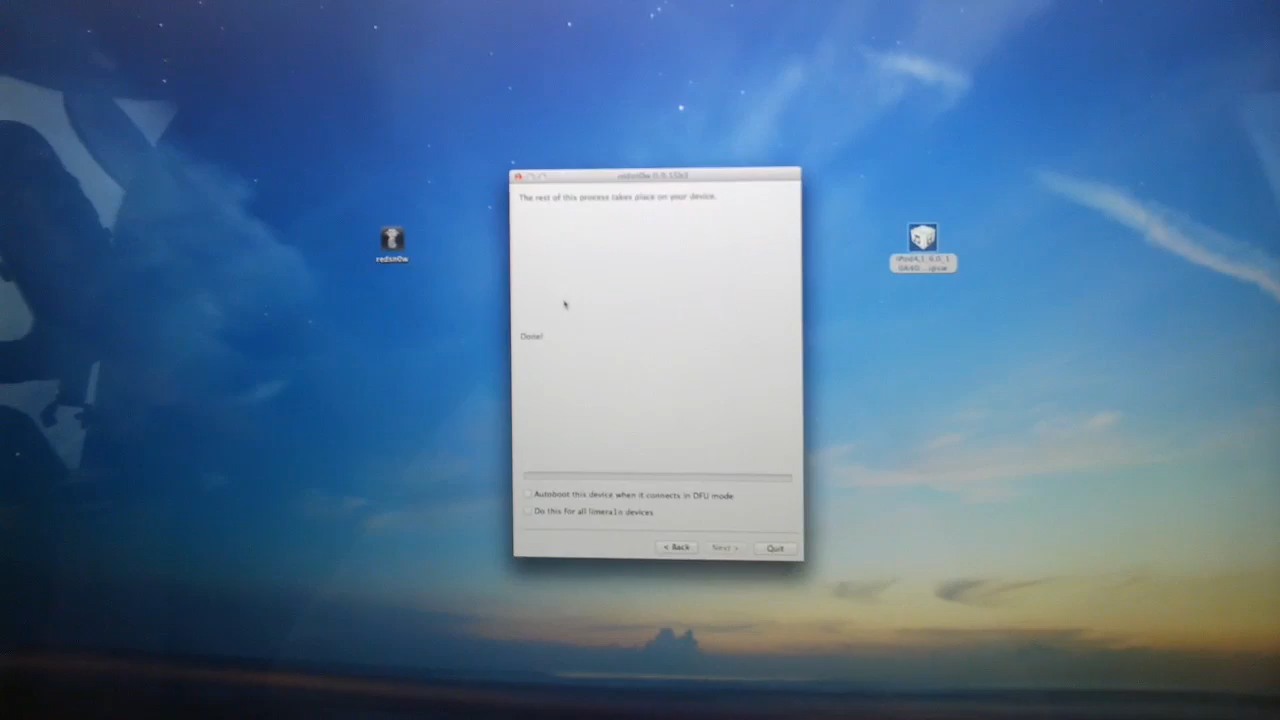 The rest of this process takes place on your device.
redsn0w
Done!
Autoboot this device when it connects in DFU mode
Do this for all limera1n devices
< Back
Next >
Quit